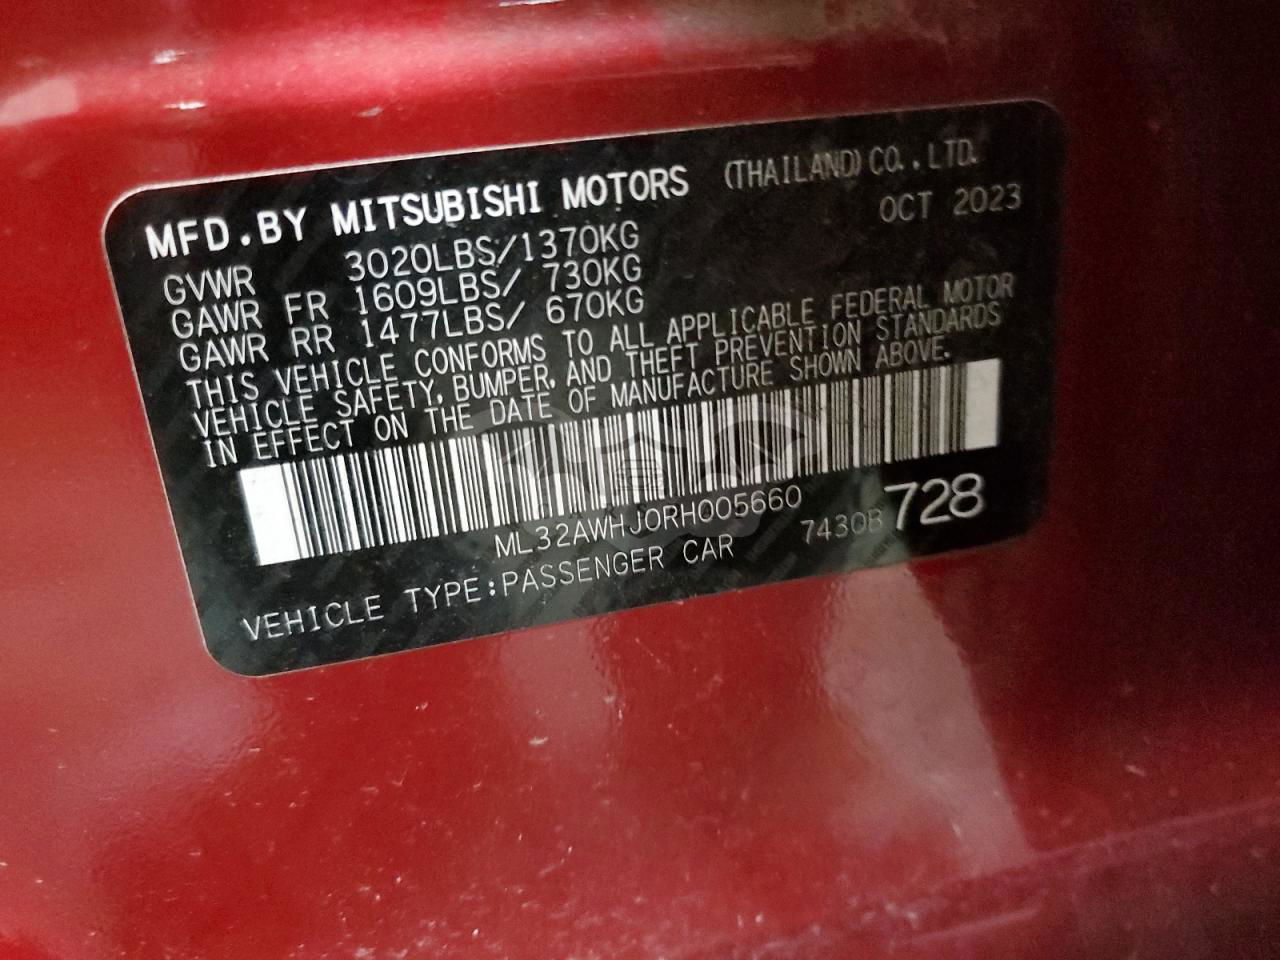 MFD.BY MITSUBISHI MOTORS (THAILAND) CO.,LTD.
GVWR 3020LBS/1370KG OCT 2023
GAWR FR 1609LBS/ 730KG
GAWR RR 1477LBS/ 670KG
THIS VEHICLE CONFORMS TO ALL APPLICABLE FEDERAL MOTOR
VEHICLE SAFETY, BUMPER, AND THEFT PREVENTION STANDARDS
IN EFFECT ON THE DATE OF MANUFACTURE SHOWN ABOVE.
ML32AWHJ0RH005660 7430B 728
VEHICLE TYPE:PASSENGER CAR